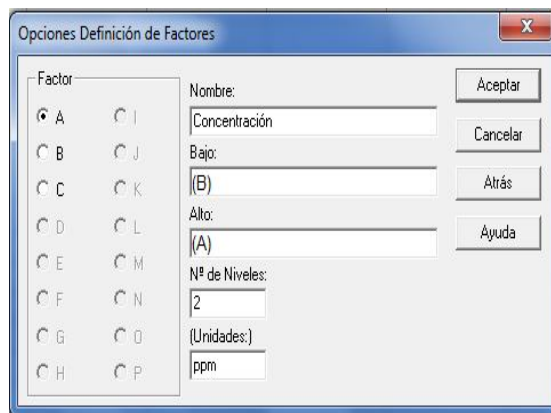 Opciones Definición de Factores
Factor
A
B
C
D
E
F
G
H
I
J
K
L
M
N
O
P
Nombre:
Concentración
Bajo:
(B)
Alto:
(A)
Nº de Niveles:
2
(Unidades:)
ppm
Aceptar
Cancelar
Atrás
Ayuda